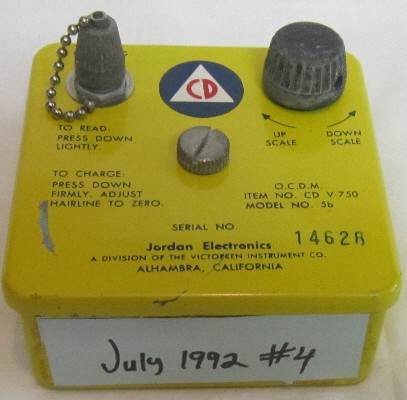 CD
TO READ:
PRESS DOWN
LIGHTLY.
UP
SCALE
DOWN
SCALE
TO CHARGE:
PRESS DOWN
FIRMLY. ADJUST
HAIRLINE TO ZERO.
O.C.D.M.
ITEM NO. CD V-750
MODEL NO. 5b
SERIAL NO. 14628
Jordan Electronics
A DIVISION OF THE VICTOREEN INSTRUMENT CO.
ALHAMBRA, CALIFORNIA
July 1992 #4